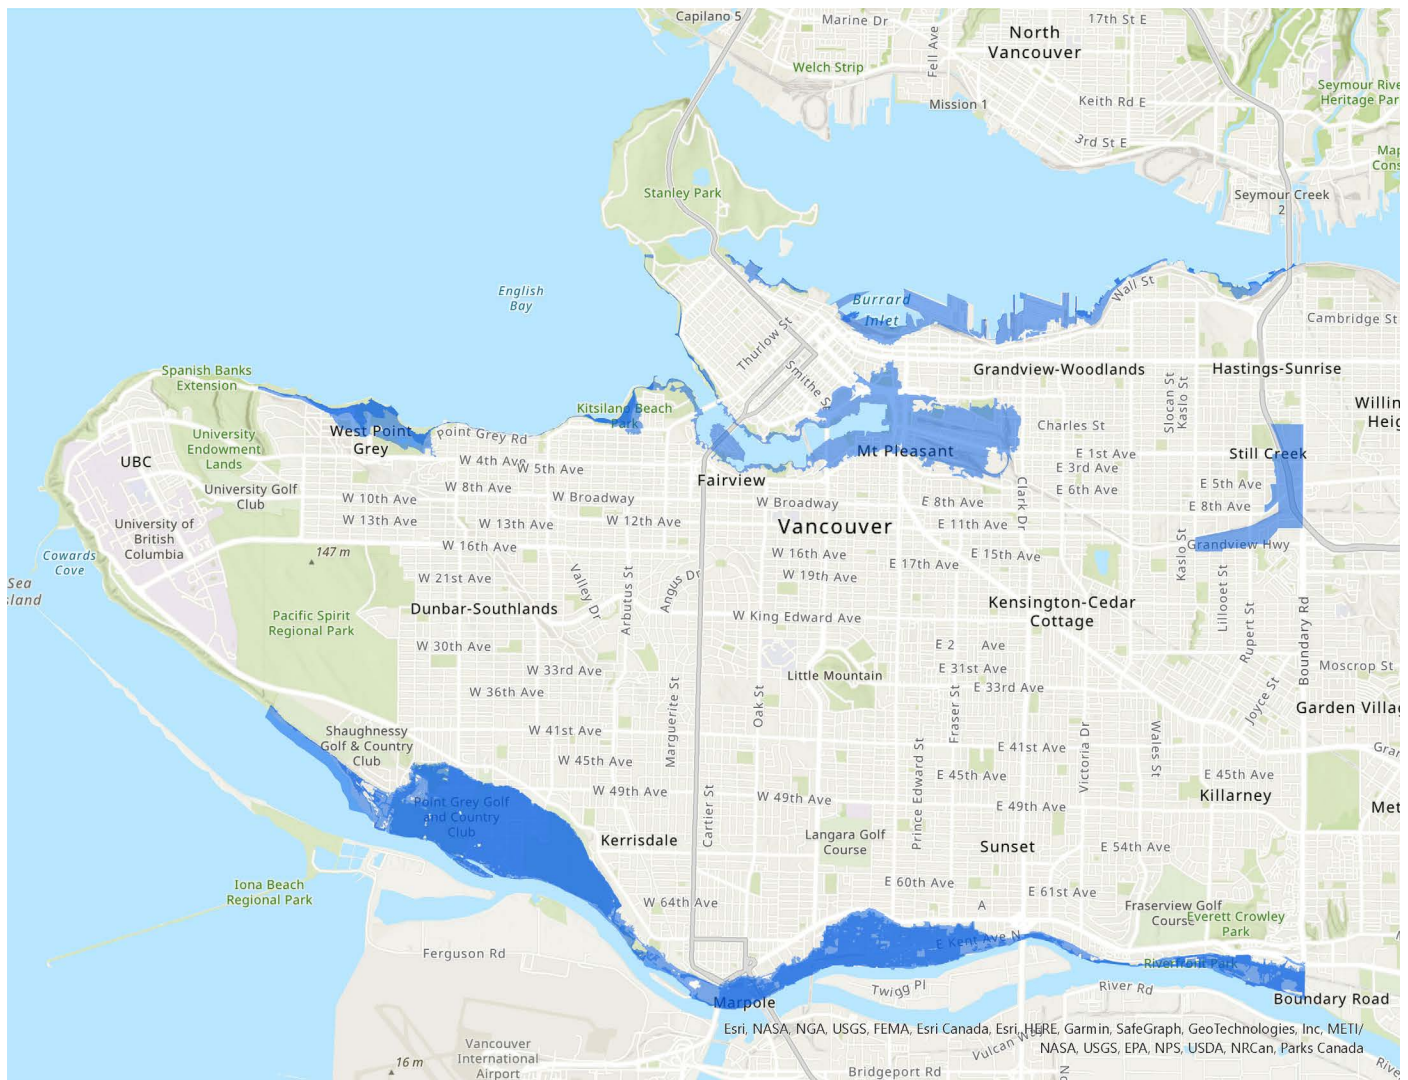 Capilano 5
Marine Dr
17th St E
Fell Ave
North
Vancouver
Welch Strip
Mission 1
Keith Rd E
Seymour Rive
Heritage Par
3rd St E
Map
Cons
Stanley Park
Seymour Creek
2
English
Bay
Burrard
Inlet
Wall St
Cambridge St
Thurlow St
Smithe St
Grandview-Woodlands
Hastings-Sunrise
Slocan St
Kaslo St
Spanish Banks
Extension
Kitsilano Beach
Park
Willin
Heig
West Point
Grey
Point Grey Rd
Charles St
University
Endowment
Lands
UBC
W 4th Ave
W 5th Ave
Mt Pleasant
E 1st Ave
E 3rd Ave
Still Creek
Fairview
University Golf
Club
W 8th Ave
W 10th Ave
W Broadway
W Broadway
E 8th Ave
E 6th Ave
E 5th Ave
E 8th Ave
Clark Dr
University of
British
Columbia
W 13th Ave
W 13th Ave
W 12th Ave
Vancouver
E 11th Ave
W 16th Ave
W 16th Ave
E 15th Ave
E 17th Ave
Kaslo St
Grandview Hwy
147 m
Cowards
Cove
Sea
sland
W 21st Ave
Valley Dr
Arbutus St
Angus Dr
W 19th Ave
Dunbar-Southlands
W King Edward Ave
Kensington-Cedar
Cottage
Lillooet St
Rupert St
Boundary Rd
Pacific Spirit
Regional Park
W 30th Ave
E 2
Ave
W 33rd Ave
E 31st Ave
Little Mountain
Moscrop St
W 36th Ave
E 33rd Ave
Marguerite St
Oak St
Fraser St
Joyce St
Garden Villag
Shaughnessy
Golf & Country
Club
W 41st Ave
E 41st Ave
Victoria Dr
Wales St
Gran
W 45th Ave
E 45th Ave
E 45th Ave
Prince Edward St
W 49th Ave
W 49th Ave
E 49th Ave
Killarney
Met
Point Grey Golf
and Country
Club
Cartier St
Kerrisdale
Langara Golf
Course
Sunset
E 54th Ave
Iona Beach
Regional Park
E 60th Ave
E 61st Ave
W 64th Ave
A
Fraserview Golf
Course
Everett Crowley
Park
E Kent Ave N
Ferguson Rd
Riverfront Park
Twigg Pl
River Rd
Marpole
Boundary Road
Esri, NASA, NGA, USGS, FEMA, Esri Canada, Esri, HERE, Garmin, SafeGraph, GeoTechnologies, Inc, METI/
NASA, USGS, EPA, NPS, USDA, NRCan, Parks Canada
Vancouver
International
Airport
16 m
Vulcan Way
Bridgeport Rd
River